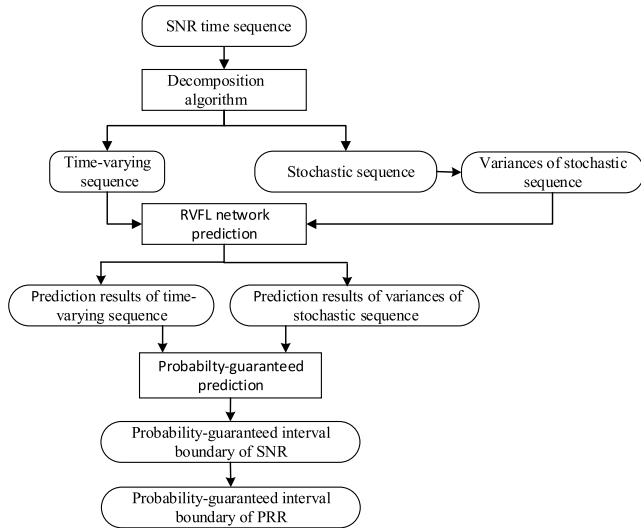 SNR time sequence
Decomposition
algorithm
Time-varying
sequence
Stochastic sequence
Variances of stochastic
sequence
RVFL network
prediction
Prediction results of time-
varying sequence
Prediction results of variances of
stochastic sequence
Probabilty-guaranteed
prediction
Probability-guaranteed interval
boundary of SNR
Probability-guaranteed interval
boundary of PRR